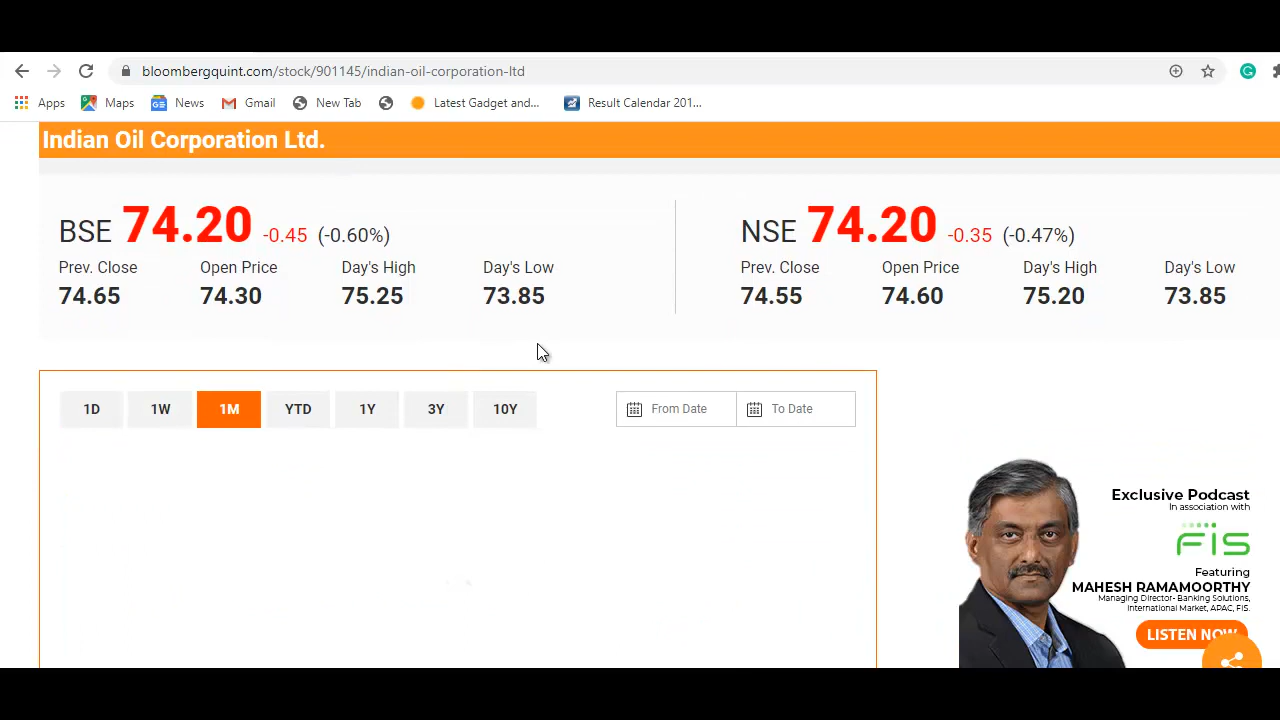 bloombergquint.com/stock/901145/indian-oil-corporation-ltd
Apps Maps News Gmail New Tab Latest Gadget and... Result Calendar 201...
Indian Oil Corporation Ltd.
BSE 74.20 -0.45 (-0.60%)
Prev. Close Open Price Day's High Day's Low
74.65 74.30 75.25 73.85
NSE 74.20 -0.35 (-0.47%)
Prev. Close Open Price Day's High Day's Low
74.55 74.60 75.20 73.85
1D 1W 1M YTD 1Y 3Y 10Y From Date To Date
Exclusive Podcast
In association with
FIS
Featuring
MAHESH RAMAMOORTHY
Managing Director- Banking Solutions,
International Market, APAC, FIS.
LISTEN NOW